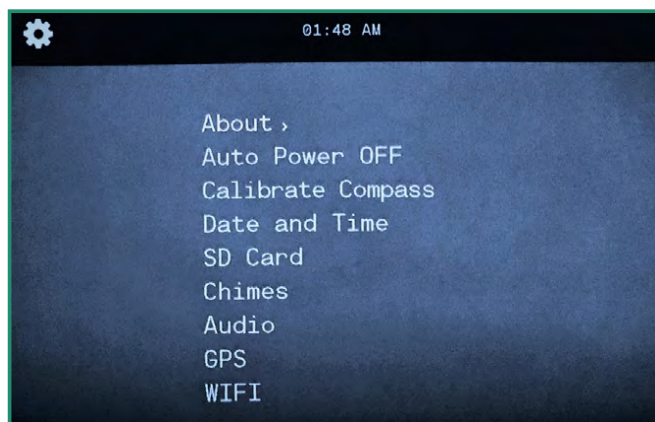 01:48 AM
About ›
Auto Power OFF
Calibrate Compass
Date and Time
SD Card
Chimes
Audio
GPS
WIFI